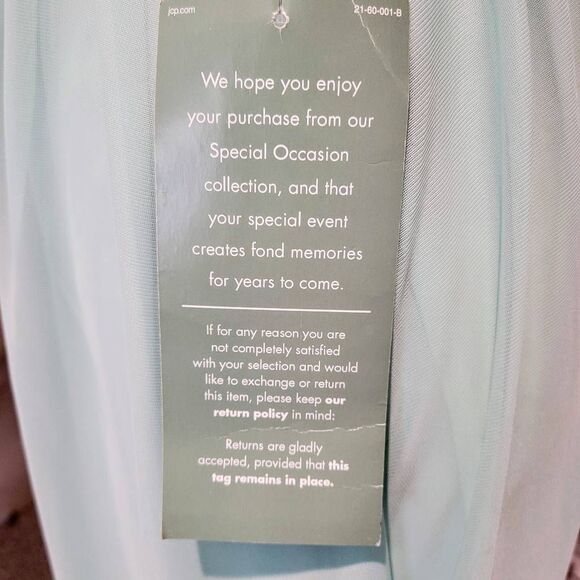 jcp.com 21-60-001-B
We hope you enjoy
your purchase from our
Special Occasion
collection, and that
your special event
creates fond memories
for years to come.
If for any reason you are
not completely satisfied
with your selection and would
like to exchange or return
this item, please keep our
return policy in mind:
Returns are gladly
accepted, provided that this
tag remains in place.